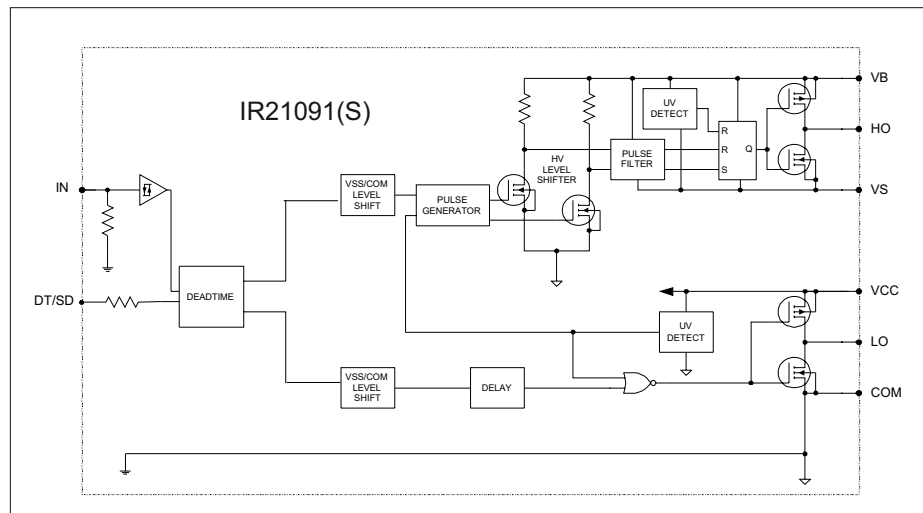 IR21091(S)
VB
UV
DETECT
HO
R
R
S
Q
PULSE
FILTER
HV
LEVEL
SHIFTER
VS
IN
VSS/COM
LEVEL
SHIFT
PULSE
GENERATOR
DT/SD
DEADTIME
VCC
UV
DETECT
LO
VSS/COM
LEVEL
SHIFT
DELAY
COM